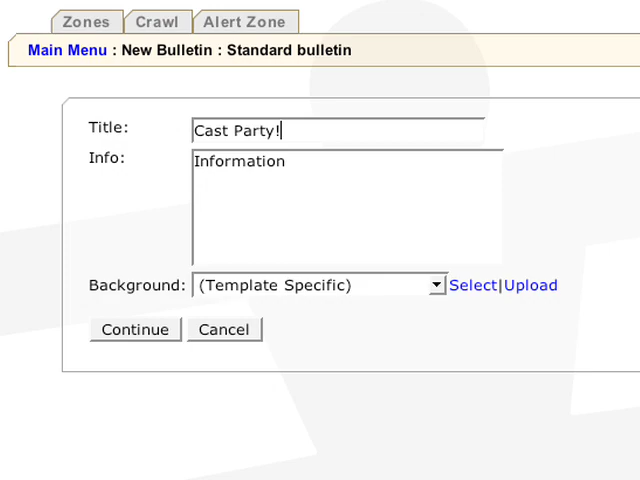 Zones Crawl Alert Zone
Main Menu : New Bulletin : Standard bulletin
Title: Cast Party!
Info: Information
Background: (Template Specific) Select|Upload
Continue Cancel